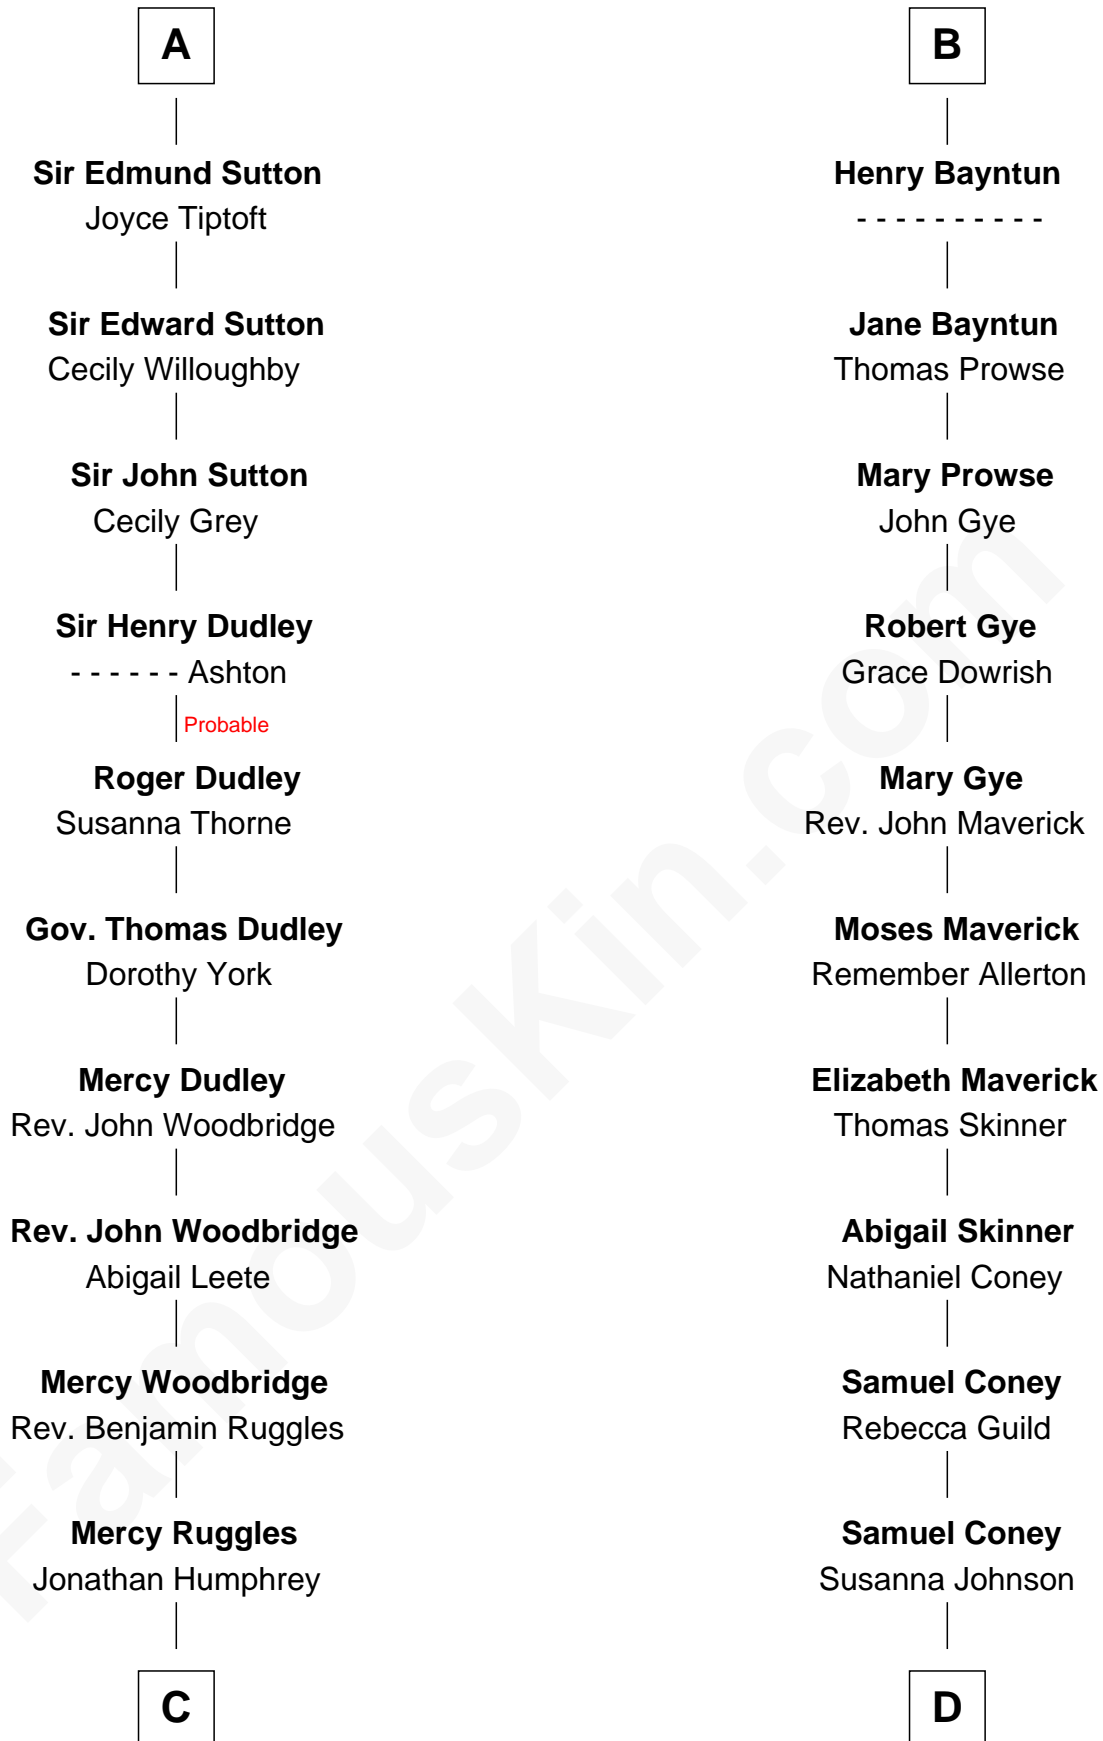 A
Sir Edmund Sutton
Joyce Tiptoft
Sir Edward Sutton
Cecily Willoughby
Sir John Sutton
Cecily Grey
Sir Henry Dudley
- - - - - - Ashton
Probable
Roger Dudley
Susanna Thorne
Gov. Thomas Dudley
Dorothy York
Mercy Dudley
Rev. John Woodbridge
Rev. John Woodbridge
Abigail Leete
Mercy Woodbridge
Rev. Benjamin Ruggles
Mercy Ruggles
Jonathan Humphrey
C
B
Henry Bayntun
- - - - - - - - - -
Jane Bayntun
Thomas Prowse
Mary Prowse
John Gye
Robert Gye
Grace Dowrish
Mary Gye
Rev. John Maverick
Moses Maverick
Remember Allerton
Elizabeth Maverick
Thomas Skinner
Abigail Skinner
Nathaniel Coney
Samuel Coney
Rebecca Guild
Samuel Coney
Susanna Johnson
D
FamousKin.com